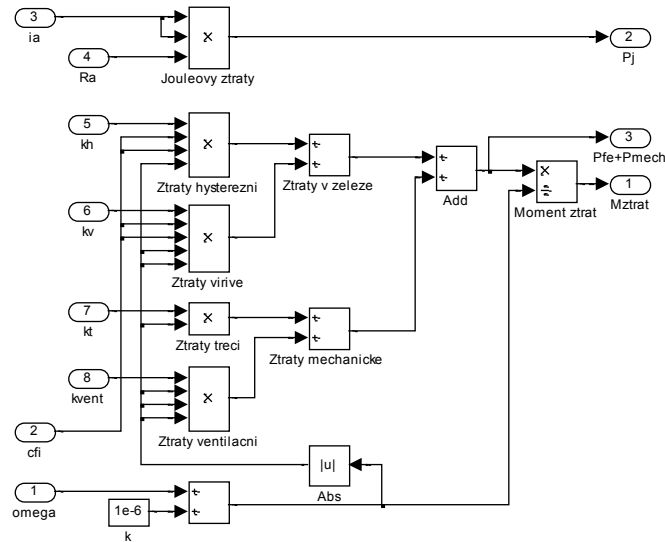 3
ia
4
Ra
×
Jouleovy ztraty
2
Pj
5
kh
×
Ztraty hysterezni
+
+
Ztraty v zeleze
+
+
Add
3
Pfe+Pmech
×
÷
Moment ztrat
1
Mztrat
6
kv
×
Ztraty virive
7
kt
×
Ztraty treci
+
+
Ztraty mechanicke
8
kvent
×
Ztraty ventilacni
2
cfi
|u|
Abs
1
omega
1e-6
k
+
+